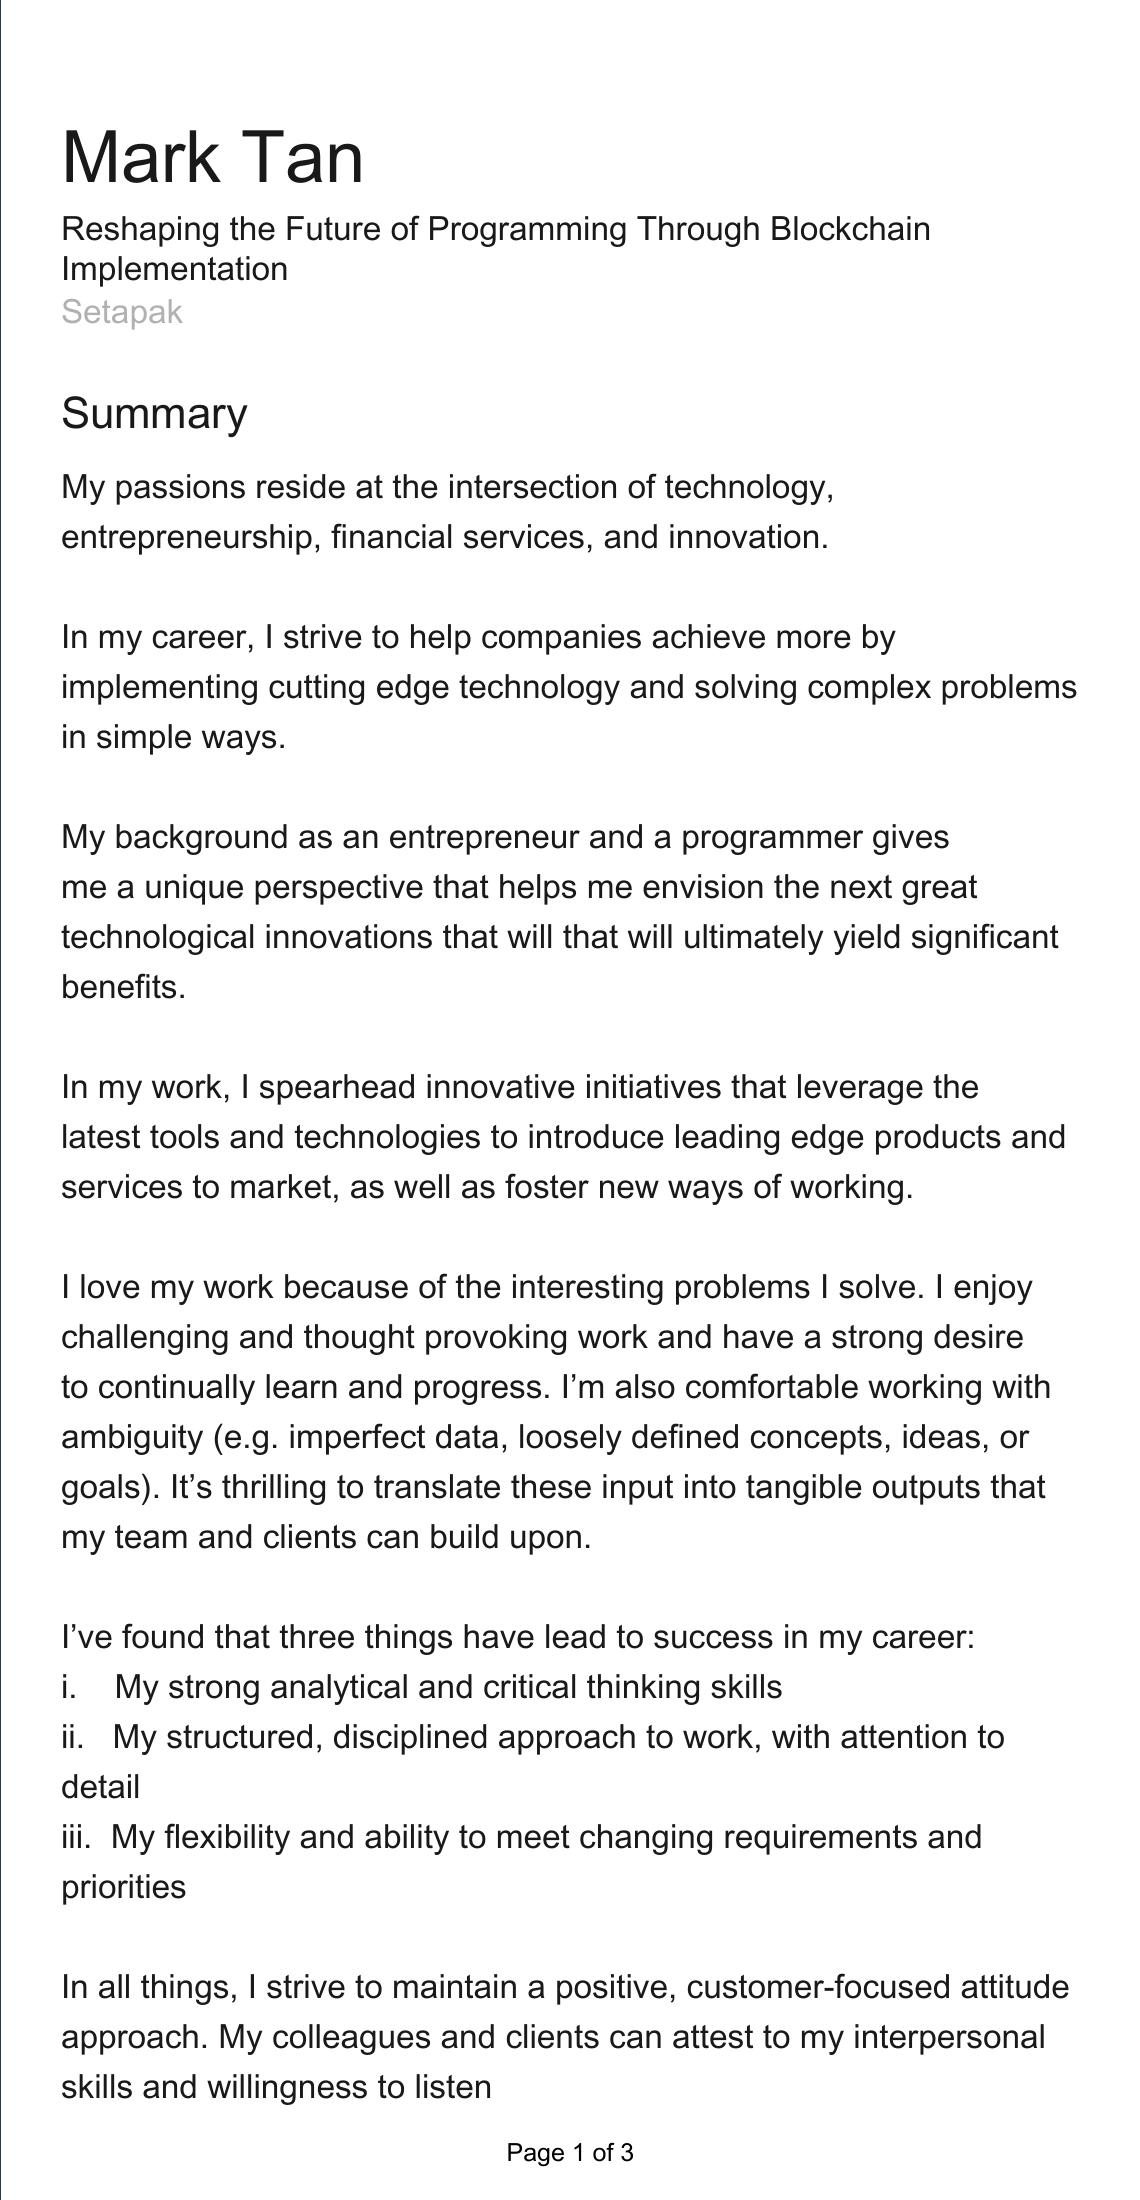 Mark Tan
Reshaping the Future of Programming Through Blockchain
Implementation
Setapak
Summary
My passions reside at the intersection of technology,
entrepreneurship, financial services, and innovation.
In my career, I strive to help companies achieve more by
implementing cutting edge technology and solving complex problems
in simple ways.
My background as an entrepreneur and a programmer gives
me a unique perspective that helps me envision the next great
technological innovations that will that will ultimately yield significant
benefits.
In my work, I spearhead innovative initiatives that leverage the
latest tools and technologies to introduce leading edge products and
services to market, as well as foster new ways of working.
I love my work because of the interesting problems I solve. I enjoy
challenging and thought provoking work and have a strong desire
to continually learn and progress. I’m also comfortable working with
ambiguity (e.g. imperfect data, loosely defined concepts, ideas, or
goals). It’s thrilling to translate these input into tangible outputs that
my team and clients can build upon.
I’ve found that three things have lead to success in my career:
i. My strong analytical and critical thinking skills
ii. My structured, disciplined approach to work, with attention to
detail
iii. My flexibility and ability to meet changing requirements and
priorities
In all things, I strive to maintain a positive, customer-focused attitude
approach. My colleagues and clients can attest to my interpersonal
skills and willingness to listen
Page 1 of 3